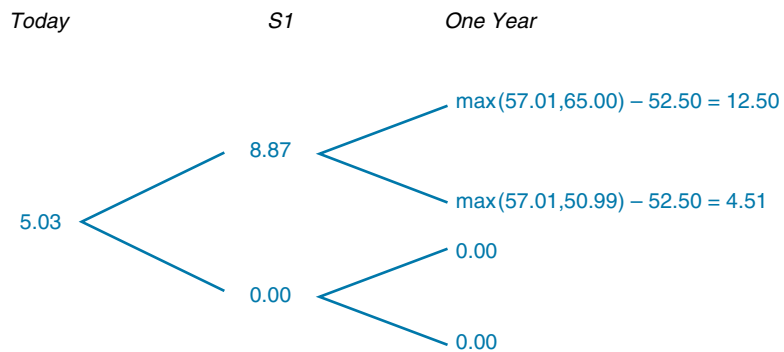 Today S1 One Year
max(57.01,65.00) – 52.50 = 12.50
8.87
max(57.01,50.99) – 52.50 = 4.51
5.03
0.00
0.00
0.00